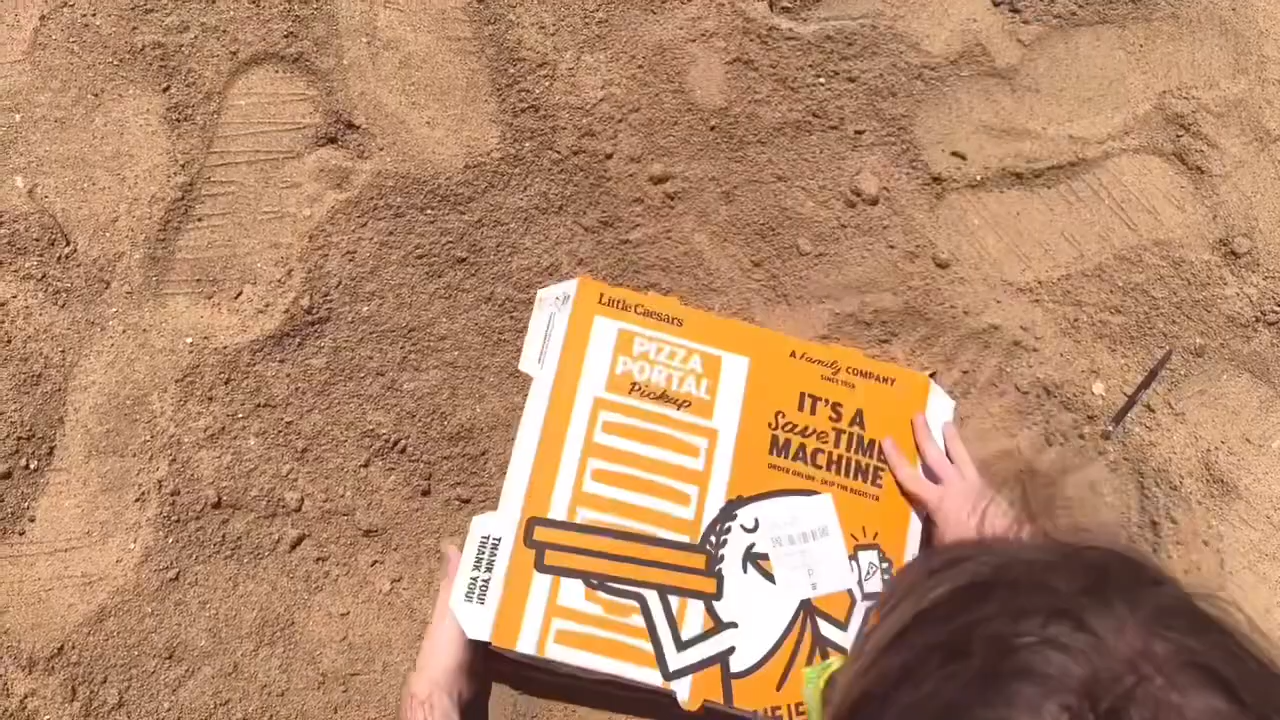 Little Caesars
PIZZA
PORTAL
Pickup
A Family COMPANY
SINCE 1959
IT'S A
Save TIME
MACHINE
ORDER ONLINE · SKIP THE REGISTER
THANK YOU!
THANK YOU!